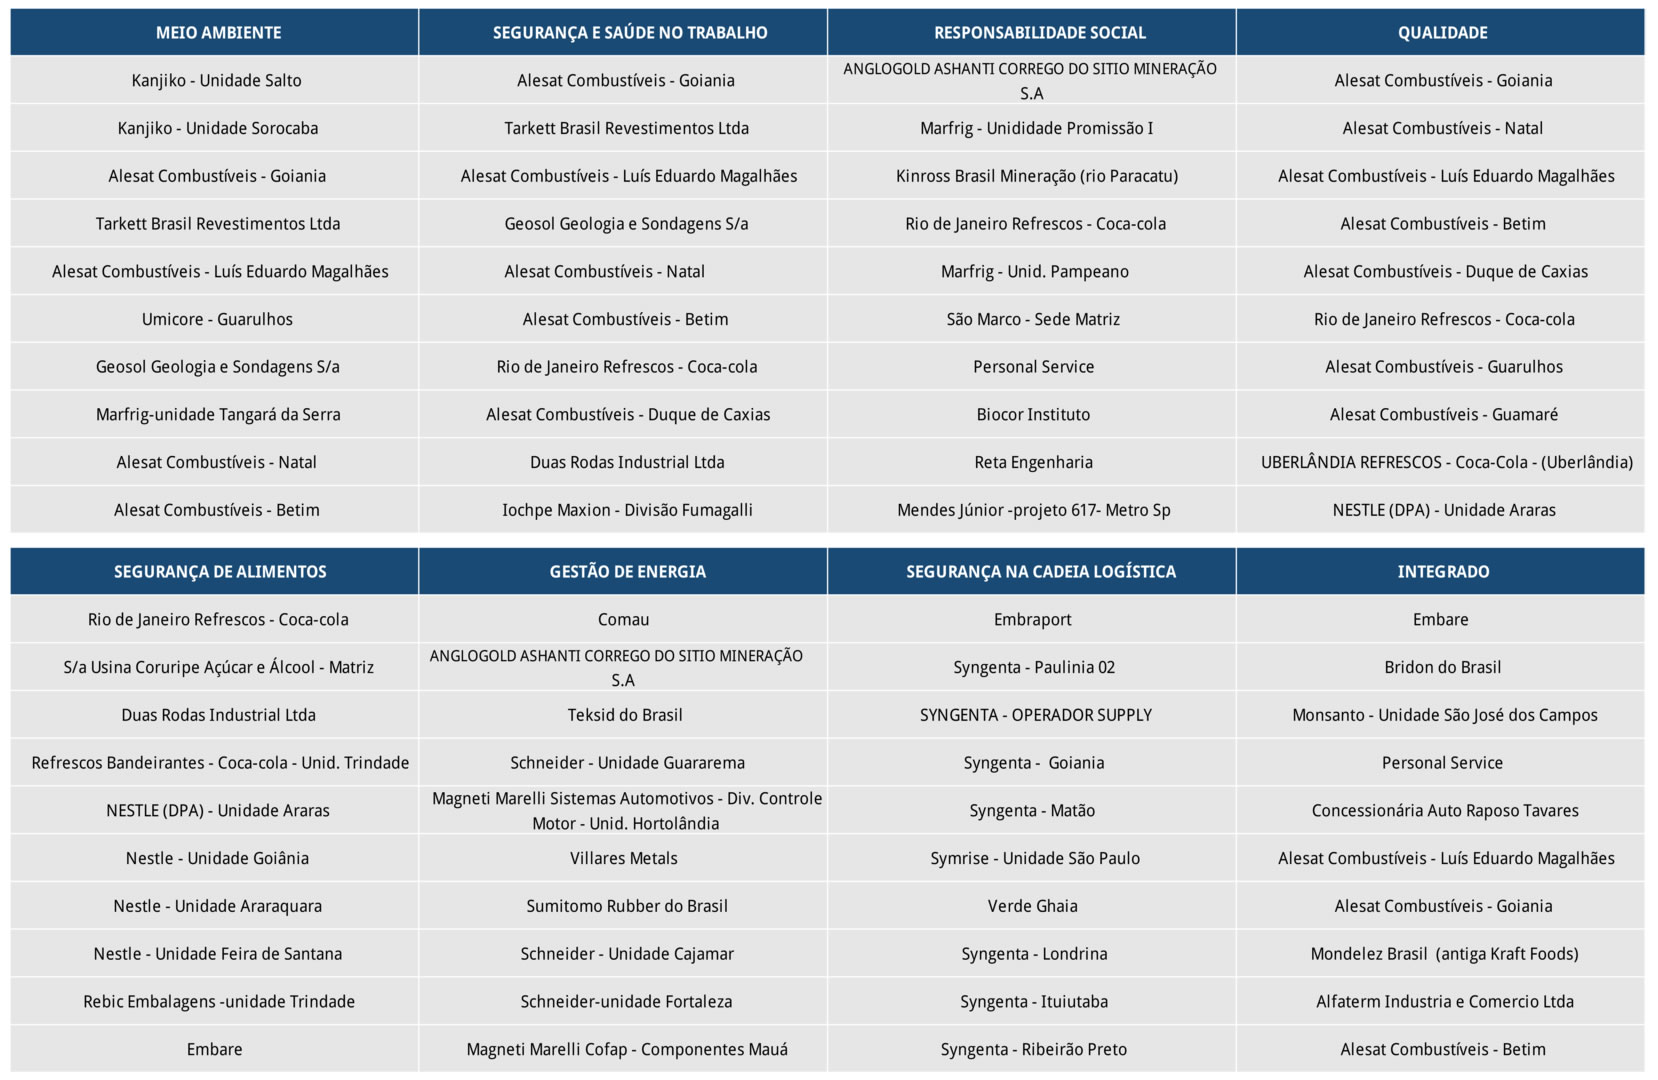 MEIO AMBIENTE SEGURANÇA E SAÚDE NO TRABALHO RESPONSABILIDADE SOCIAL QUALIDADE
Kanjiko - Unidade Salto Alesat Combustíveis - Goiania ANGLOGOLD ASHANTI CORREGO DO SITIO MINERAÇÃO S.A Alesat Combustíveis - Goiania
Kanjiko - Unidade Sorocaba Tarkett Brasil Revestimentos Ltda Marfrig - Unididade Promissão I Alesat Combustíveis - Natal
Alesat Combustíveis - Goiania Alesat Combustíveis - Luís Eduardo Magalhães Kinross Brasil Mineração (rio Paracatu) Alesat Combustíveis - Luís Eduardo Magalhães
Tarkett Brasil Revestimentos Ltda Geosol Geologia e Sondagens S/a Rio de Janeiro Refrescos - Coca-cola Alesat Combustíveis - Betim
Alesat Combustíveis - Luís Eduardo Magalhães Alesat Combustíveis - Natal Marfrig - Unid. Pampeano Alesat Combustíveis - Duque de Caxias
Umicore - Guarulhos Alesat Combustíveis - Betim São Marco - Sede Matriz Rio de Janeiro Refrescos - Coca-cola
Geosol Geologia e Sondagens S/a Rio de Janeiro Refrescos - Coca-cola Personal Service Alesat Combustíveis - Guarulhos
Marfrig-unidade Tangará da Serra Alesat Combustíveis - Duque de Caxias Biocor Instituto Alesat Combustíveis - Guamaré
Alesat Combustíveis - Natal Duas Rodas Industrial Ltda Reta Engenharia UBERLÂNDIA REFRESCOS - Coca-Cola - (Uberlândia)
Alesat Combustíveis - Betim Iochpe Maxion - Divisão Fumagalli Mendes Júnior -projeto 617- Metro Sp NESTLE (DPA) - Unidade Araras
SEGURANÇA DE ALIMENTOS GESTÃO DE ENERGIA SEGURANÇA NA CADEIA LOGÍSTICA INTEGRADO
Rio de Janeiro Refrescos - Coca-cola Comau Embraport Embare
S/a Usina Coruripe Açúcar e Álcool - Matriz ANGLOGOLD ASHANTI CORREGO DO SITIO MINERAÇÃO S.A Syngenta - Paulinia 02 Bridon do Brasil
Duas Rodas Industrial Ltda Teksid do Brasil SYNGENTA - OPERADOR SUPPLY Monsanto - Unidade São José dos Campos
Refrescos Bandeirantes - Coca-cola - Unid. Trindade Schneider - Unidade Guararema Syngenta - Goiania Personal Service
NESTLE (DPA) - Unidade Araras Magneti Marelli Sistemas Automotivos - Div. Controle Motor - Unid. Hortolândia Syngenta - Matão Concessionária Auto Raposo Tavares
Nestle - Unidade Goiânia Villares Metals Symrise - Unidade São Paulo Alesat Combustíveis - Luís Eduardo Magalhães
Nestle - Unidade Araraquara Sumitomo Rubber do Brasil Verde Ghaia Alesat Combustíveis - Goiania
Nestle - Unidade Feira de Santana Schneider - Unidade Cajamar Syngenta - Londrina Mondelez Brasil (antiga Kraft Foods)
Rebic Embalagens -unidade Trindade Schneider-unidade Fortaleza Syngenta - Ituiutaba Alfaterm Industria e Comercio Ltda
Embare Magneti Marelli Cofap - Componentes Mauá Syngenta - Ribeirão Preto Alesat Combustíveis - Betim